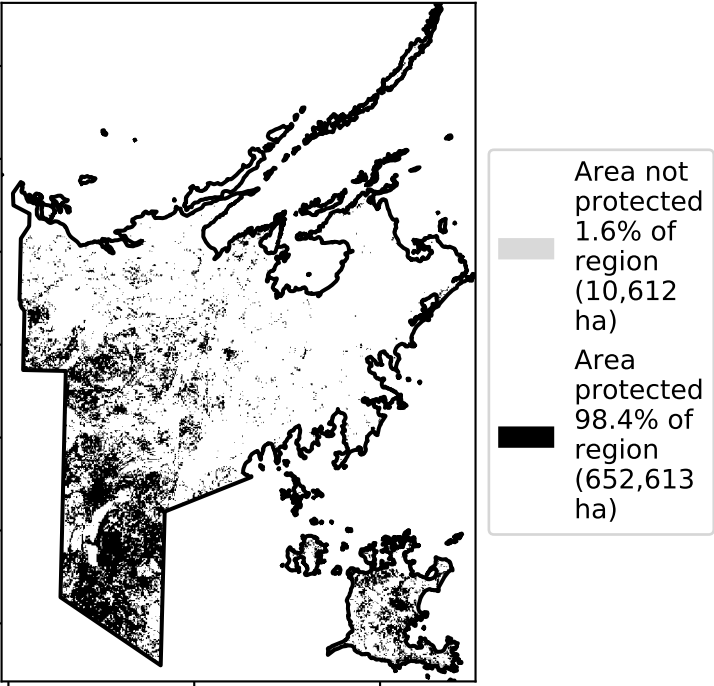 Area not
protected
1.6% of
region
(10,612
ha)
Area
protected
98.4% of
region
(652,613
ha)